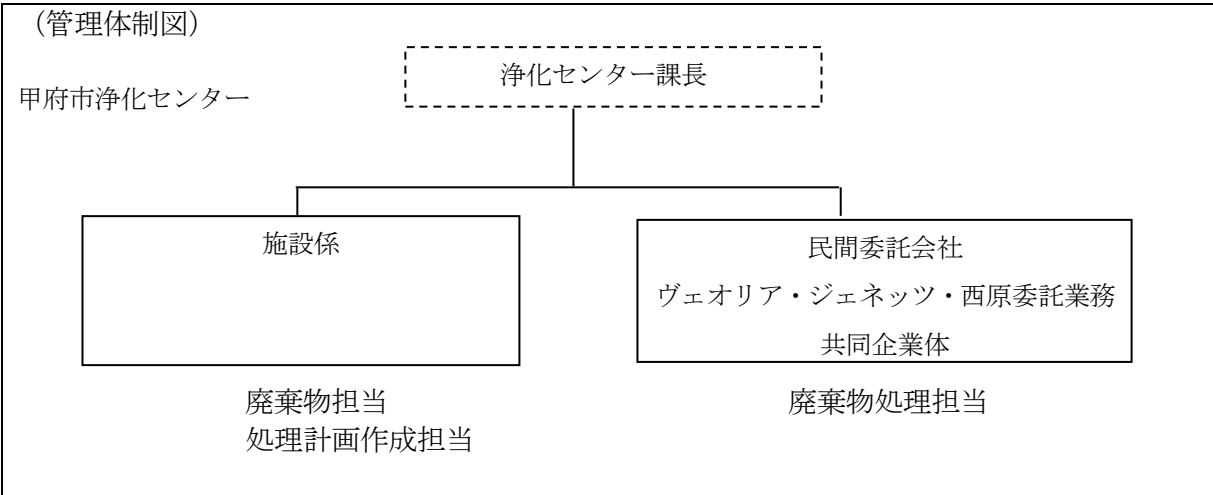 （管理体制図）
浄化センター課長
甲府市浄化センター
施設係
民間委託会社
ヴェオリア・ジェネッツ・西原委託業務
共同企業体
廃棄物担当
処理計画作成担当
廃棄物処理担当